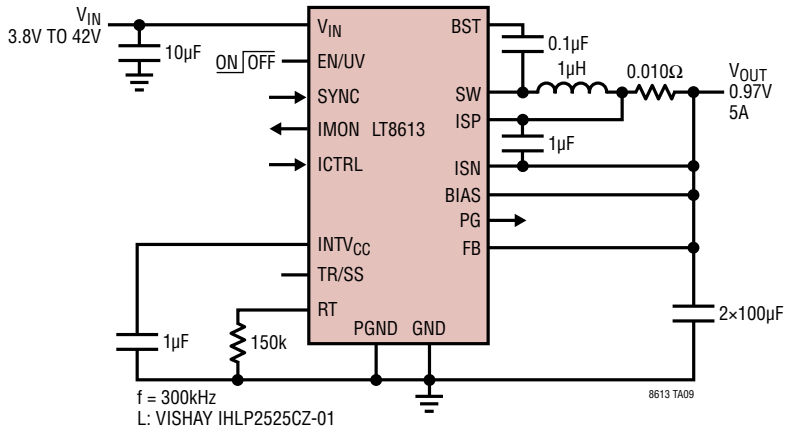 VIN
3.8V TO 42V
10µF
ON OFF
VIN
EN/UV
SYNC
IMON LT8613
ICTRL
INTVCC
TR/SS
RT
PGND GND
BST
SW
ISP
ISN
BIAS
PG
FB
0.1µF
1µH
0.010Ω
VOUT
0.97V
5A
1µF
1µF
150k
2×100µF
f = 300kHz
L: VISHAY IHLP2525CZ-01
8613 TA09